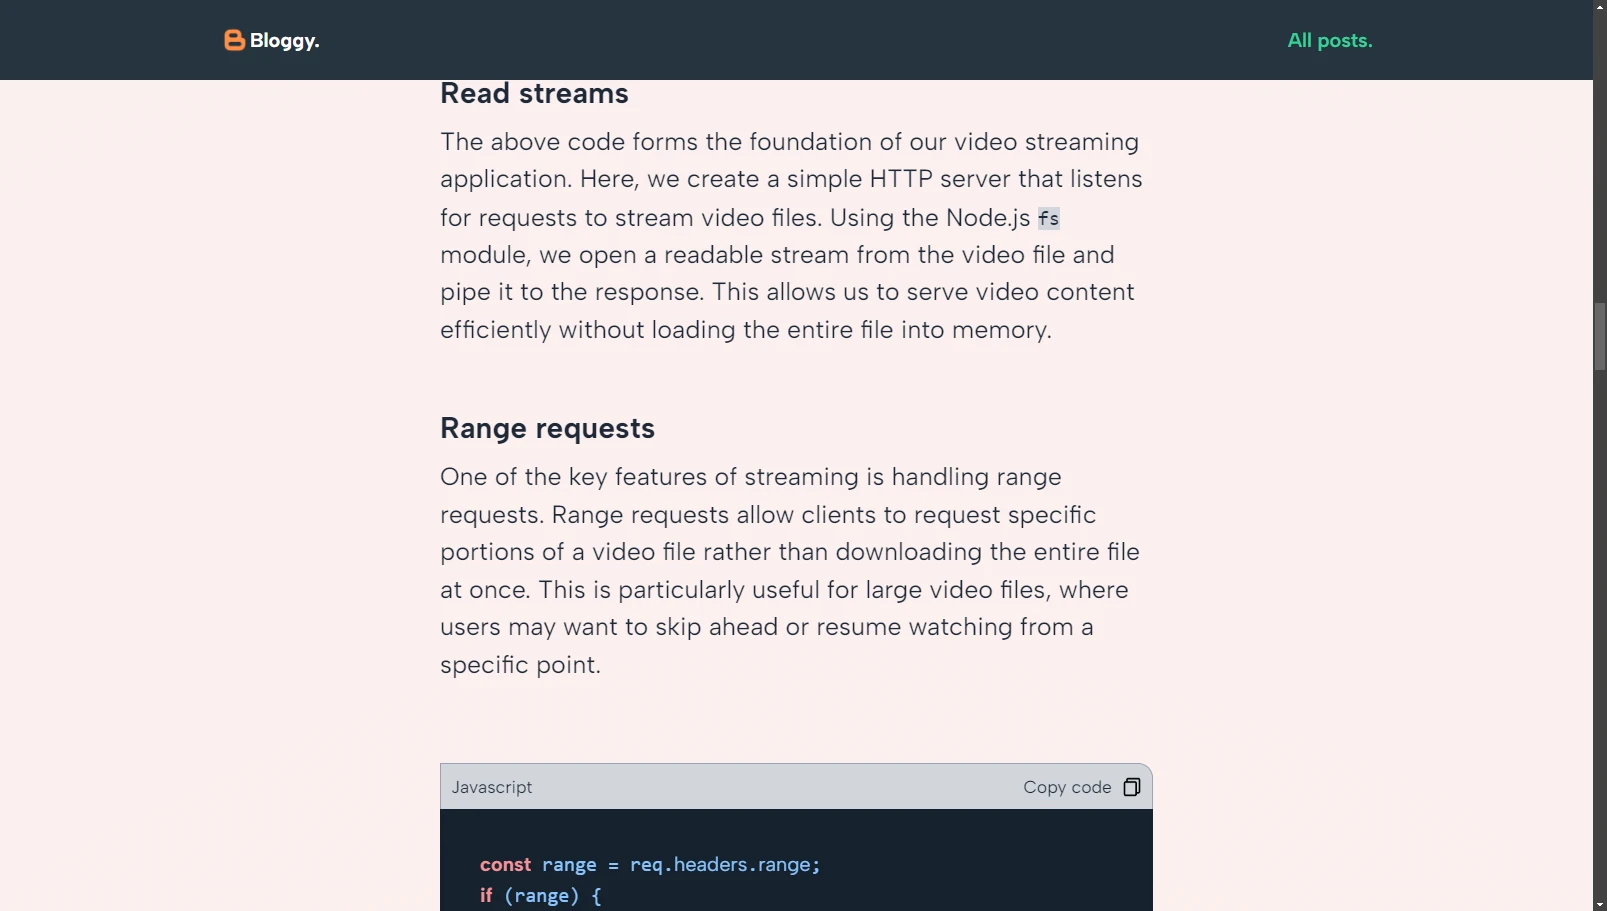 Bloggy.
All posts.
Read streams
The above code forms the foundation of our video streaming
application. Here, we create a simple HTTP server that listens
for requests to stream video files. Using the Node.js fs
module, we open a readable stream from the video file and
pipe it to the response. This allows us to serve video content
efficiently without loading the entire file into memory.
Range requests
One of the key features of streaming is handling range
requests. Range requests allow clients to request specific
portions of a video file rather than downloading the entire file
at once. This is particularly useful for large video files, where
users may want to skip ahead or resume watching from a
specific point.
Javascript
Copy code
const range = req.headers.range;
if (range) {